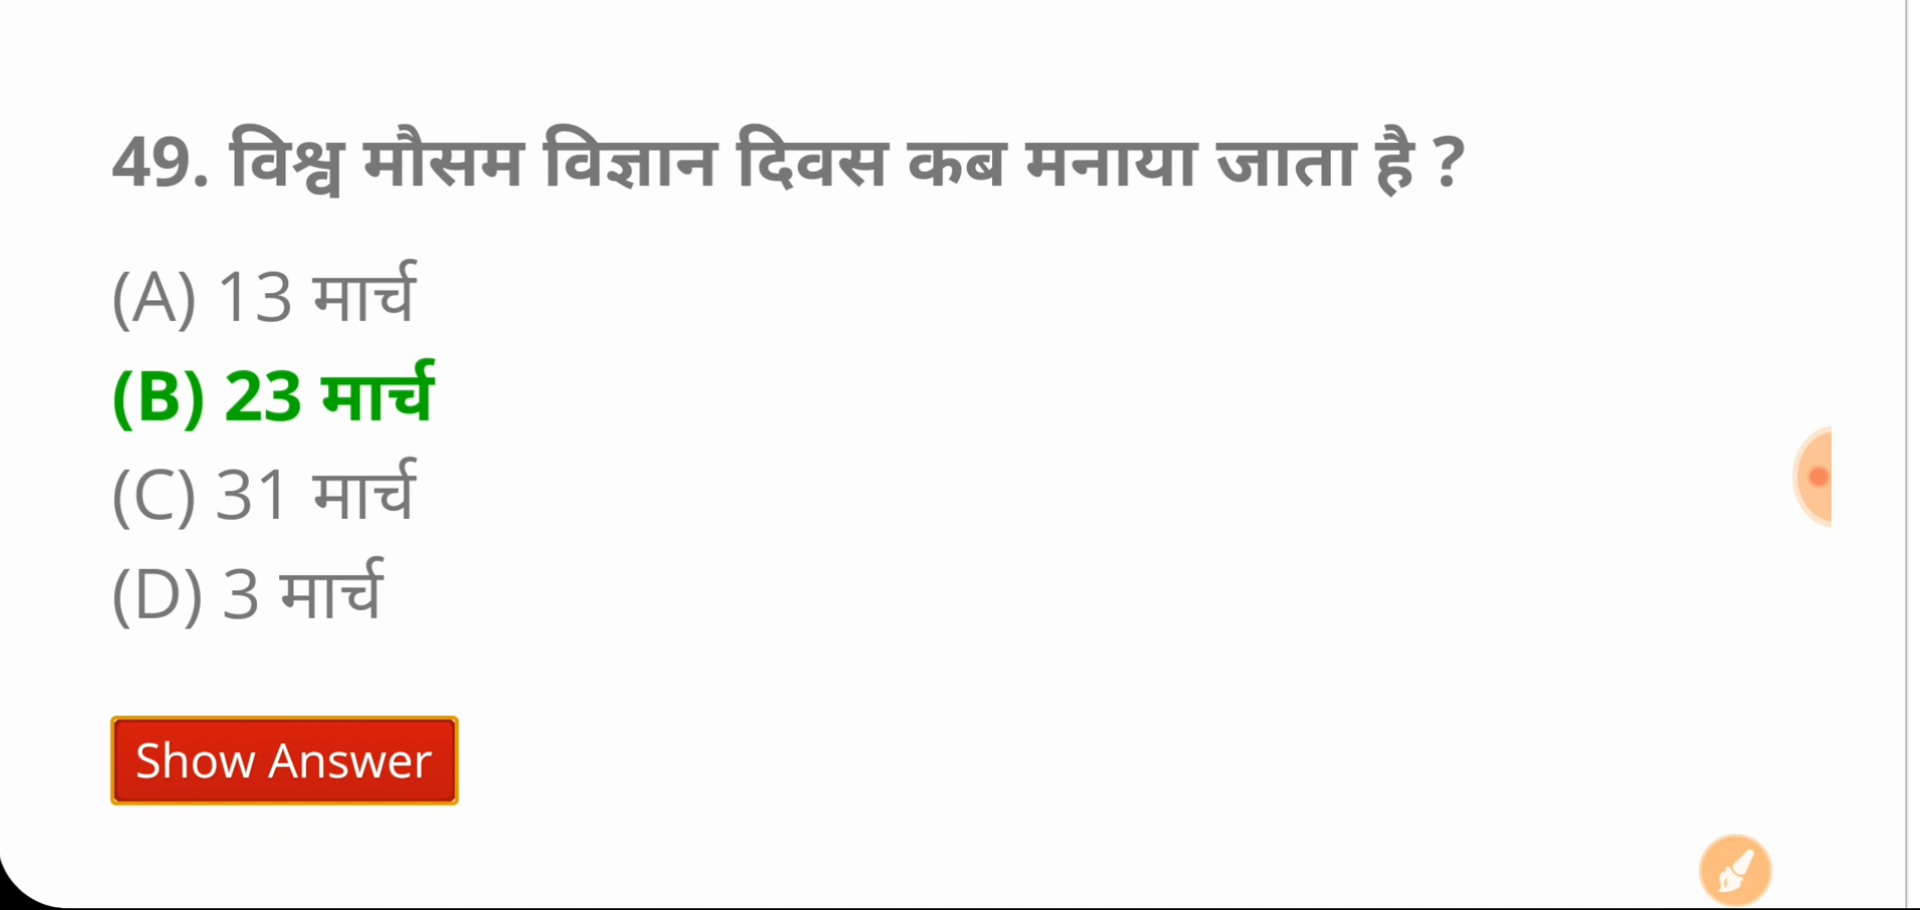 49. विश्व मौसम विज्ञान दिवस कब मनाया जाता है ?
(A) 13 मार्च
(B) 23 मार्च
(C) 31 मार्च
(D) 3 मार्च
Show Answer